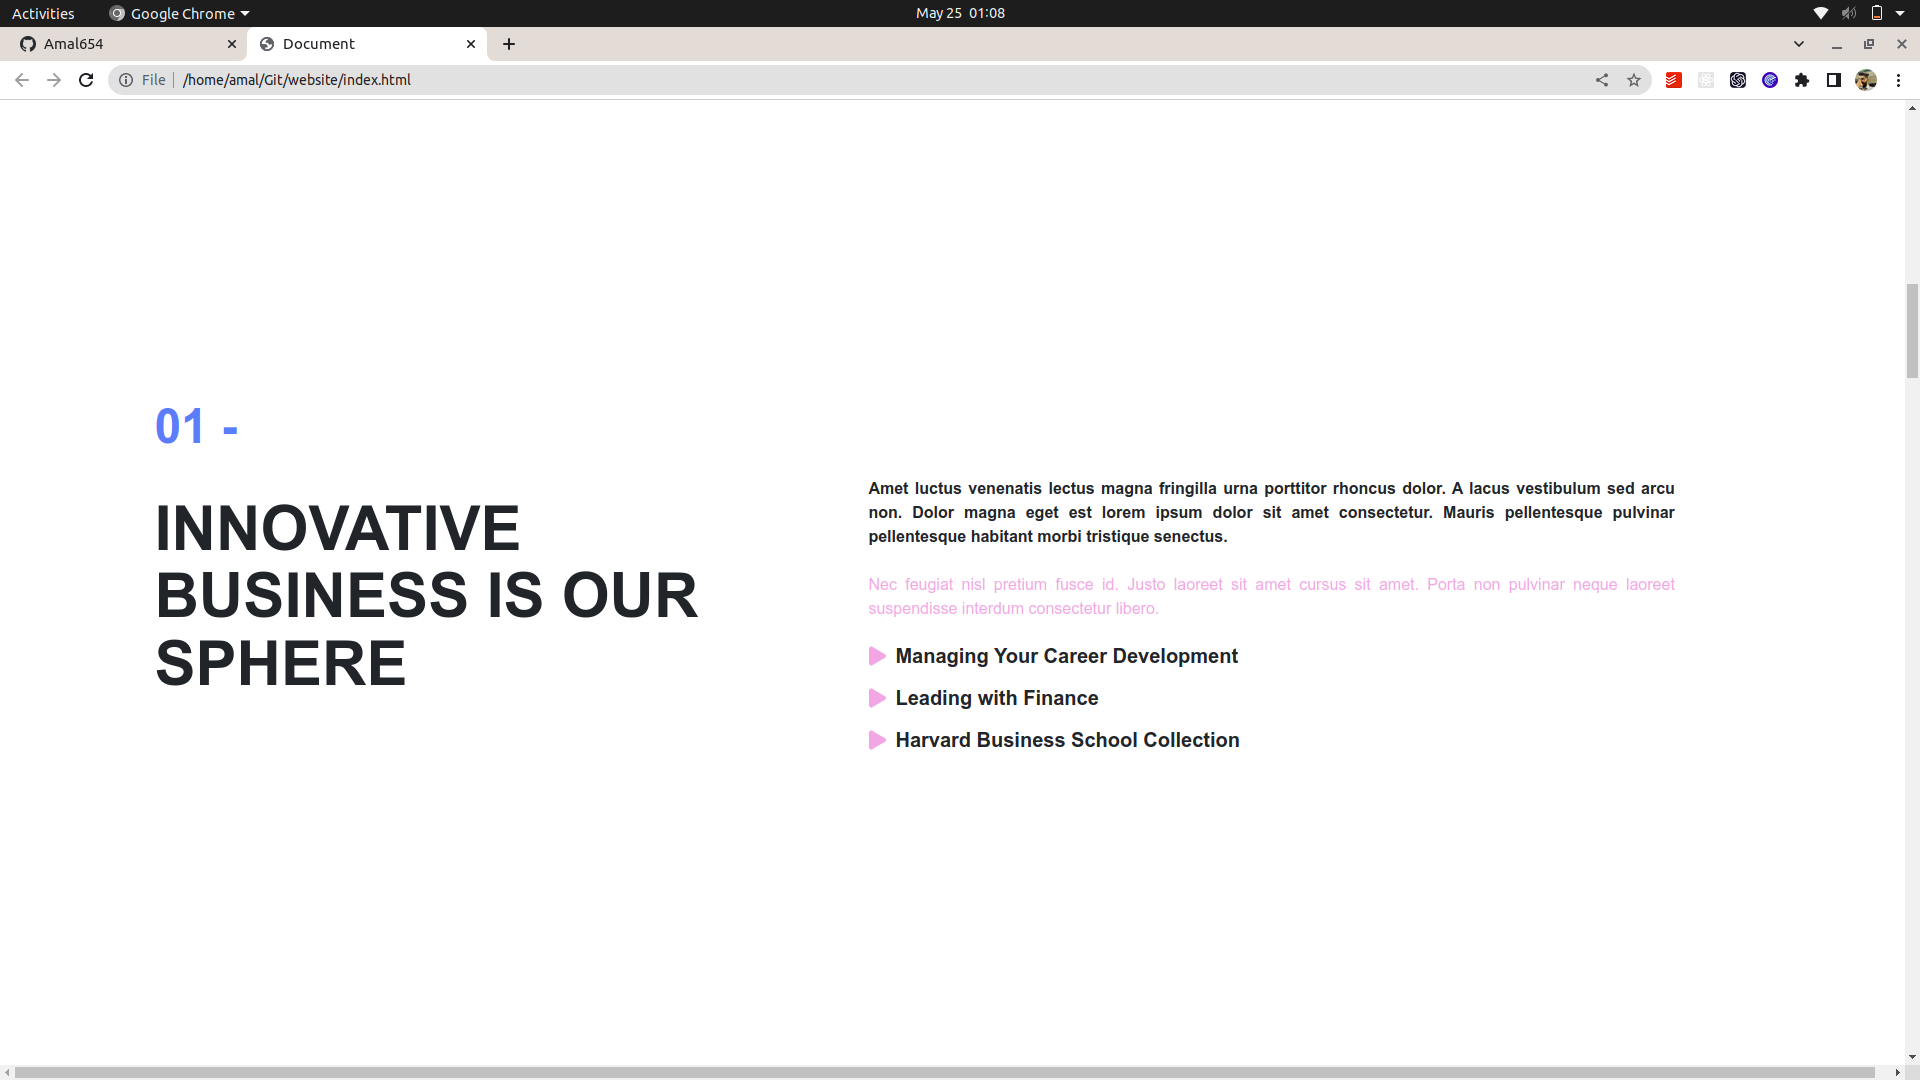 Activities
Google Chrome
May 25 01:08
Amal654
Document
File
/home/amal/Git/website/index.html
01 -
INNOVATIVE
BUSINESS IS OUR
SPHERE
Amet luctus venenatis lectus magna fringilla urna porttitor rhoncus dolor. A lacus vestibulum sed arcu
non. Dolor magna eget est lorem ipsum dolor sit amet consectetur. Mauris pellentesque pulvinar
pellentesque habitant morbi tristique senectus.
Nec feugiat nisl pretium fusce id. Justo laoreet sit amet cursus sit amet. Porta non pulvinar neque laoreet
suspendisse interdum consectetur libero.
Managing Your Career Development
Leading with Finance
Harvard Business School Collection